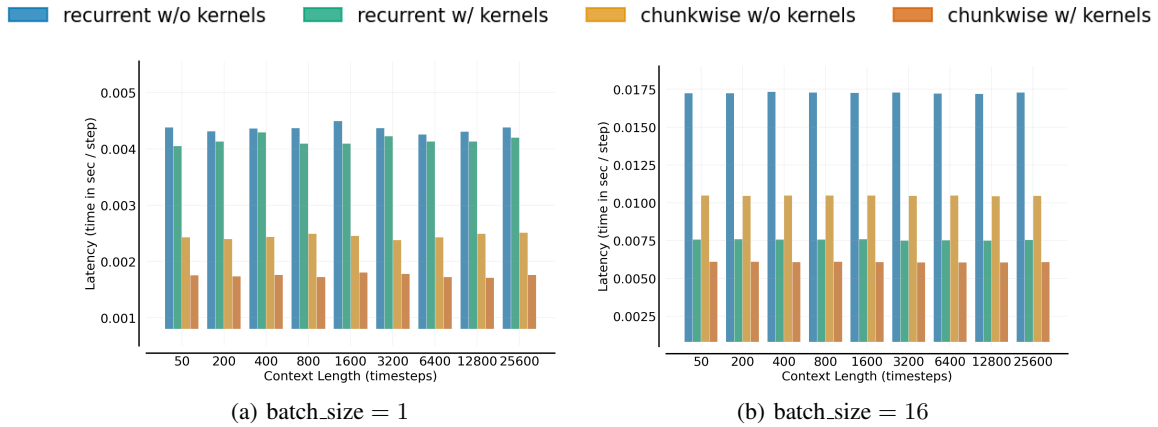 recurrent w/o kernels recurrent w/ kernels chunkwise w/o kernels chunkwise w/ kernels
Latency (time in sec / step)
0.005
0.004
0.003
0.002
0.001
50 200 400 800 1600 3200 6400 12800 25600
Context Length (timesteps)
(a) batch_size = 1
Latency (time in sec / step)
0.0175
0.0150
0.0125
0.0100
0.0075
0.0050
0.0025
50 200 400 800 1600 3200 6400 12800 25600
Context Length (timesteps)
(b) batch_size = 16